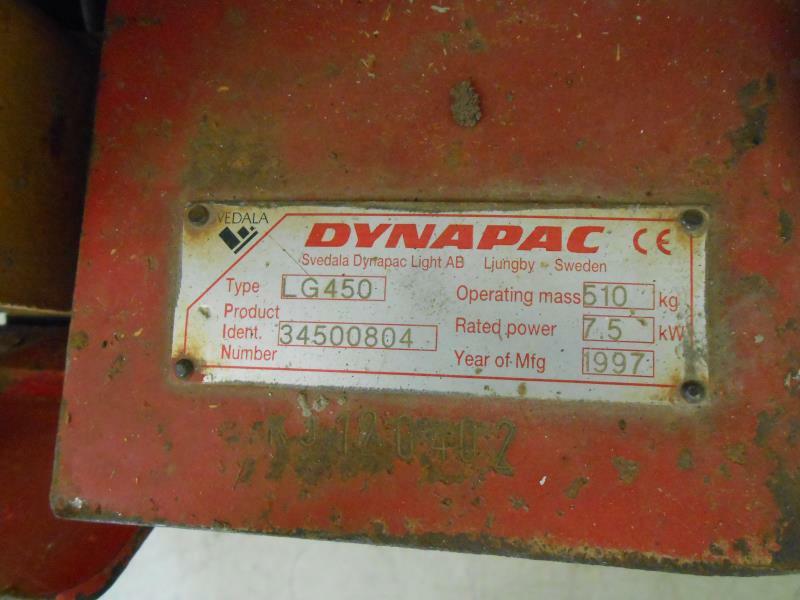 VEDALA
DYNAPAC CE
Svedala Dynapac Light AB Ljungby - Sweden
Type LG450
Operating mass 510 kg
Product
Ident.
Number 34500804
Rated power 7.5 kW
Year of Mfg 1997